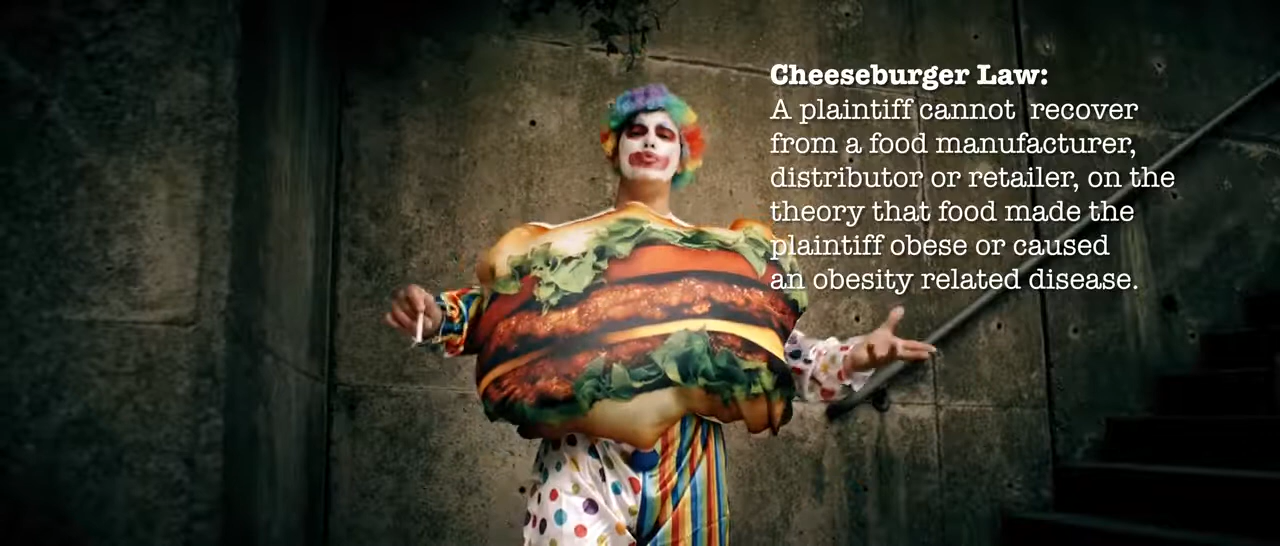 Cheeseburger Law:
A plaintiff cannot recover
from a food manufacturer,
distributor or retailer, on the
theory that food made the
plaintiff obese or caused
an obesity related disease.